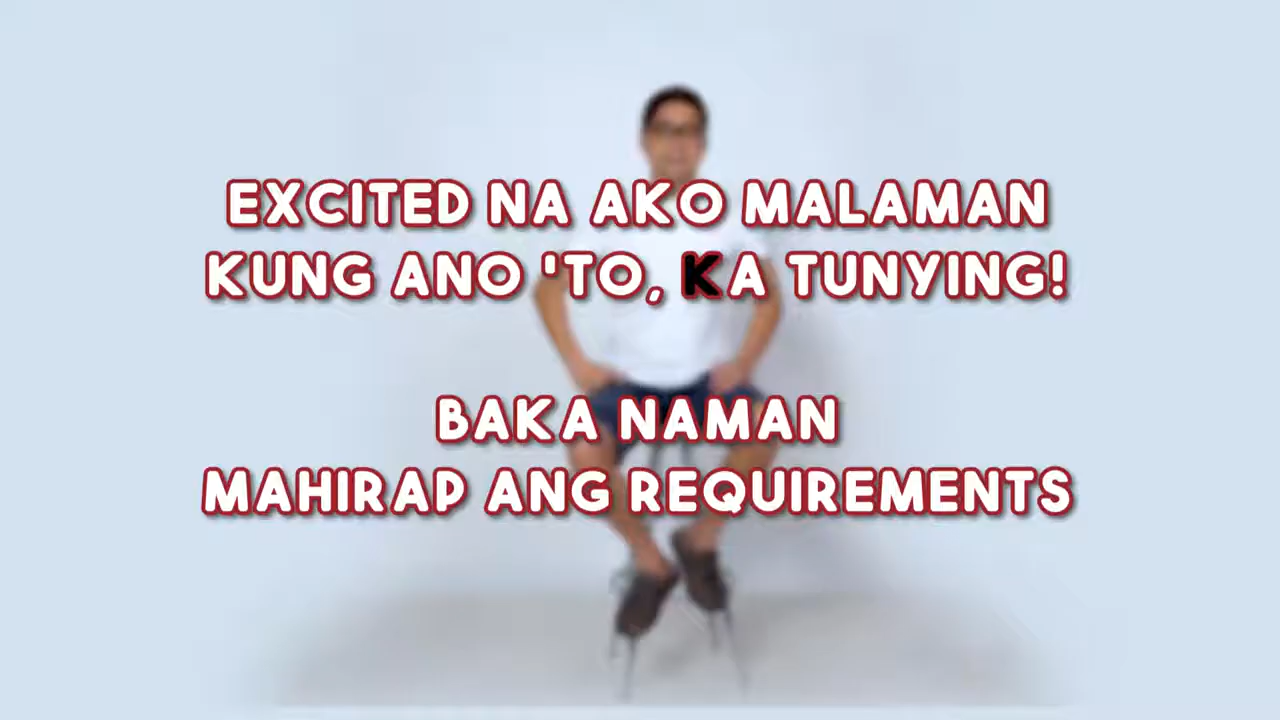 EXCITED NA AKO MALAMAN
KUNG ANO 'TO, KA TUNYING!
BAKA NAMAN
MAHIRAP ANG REQUIREMENTS